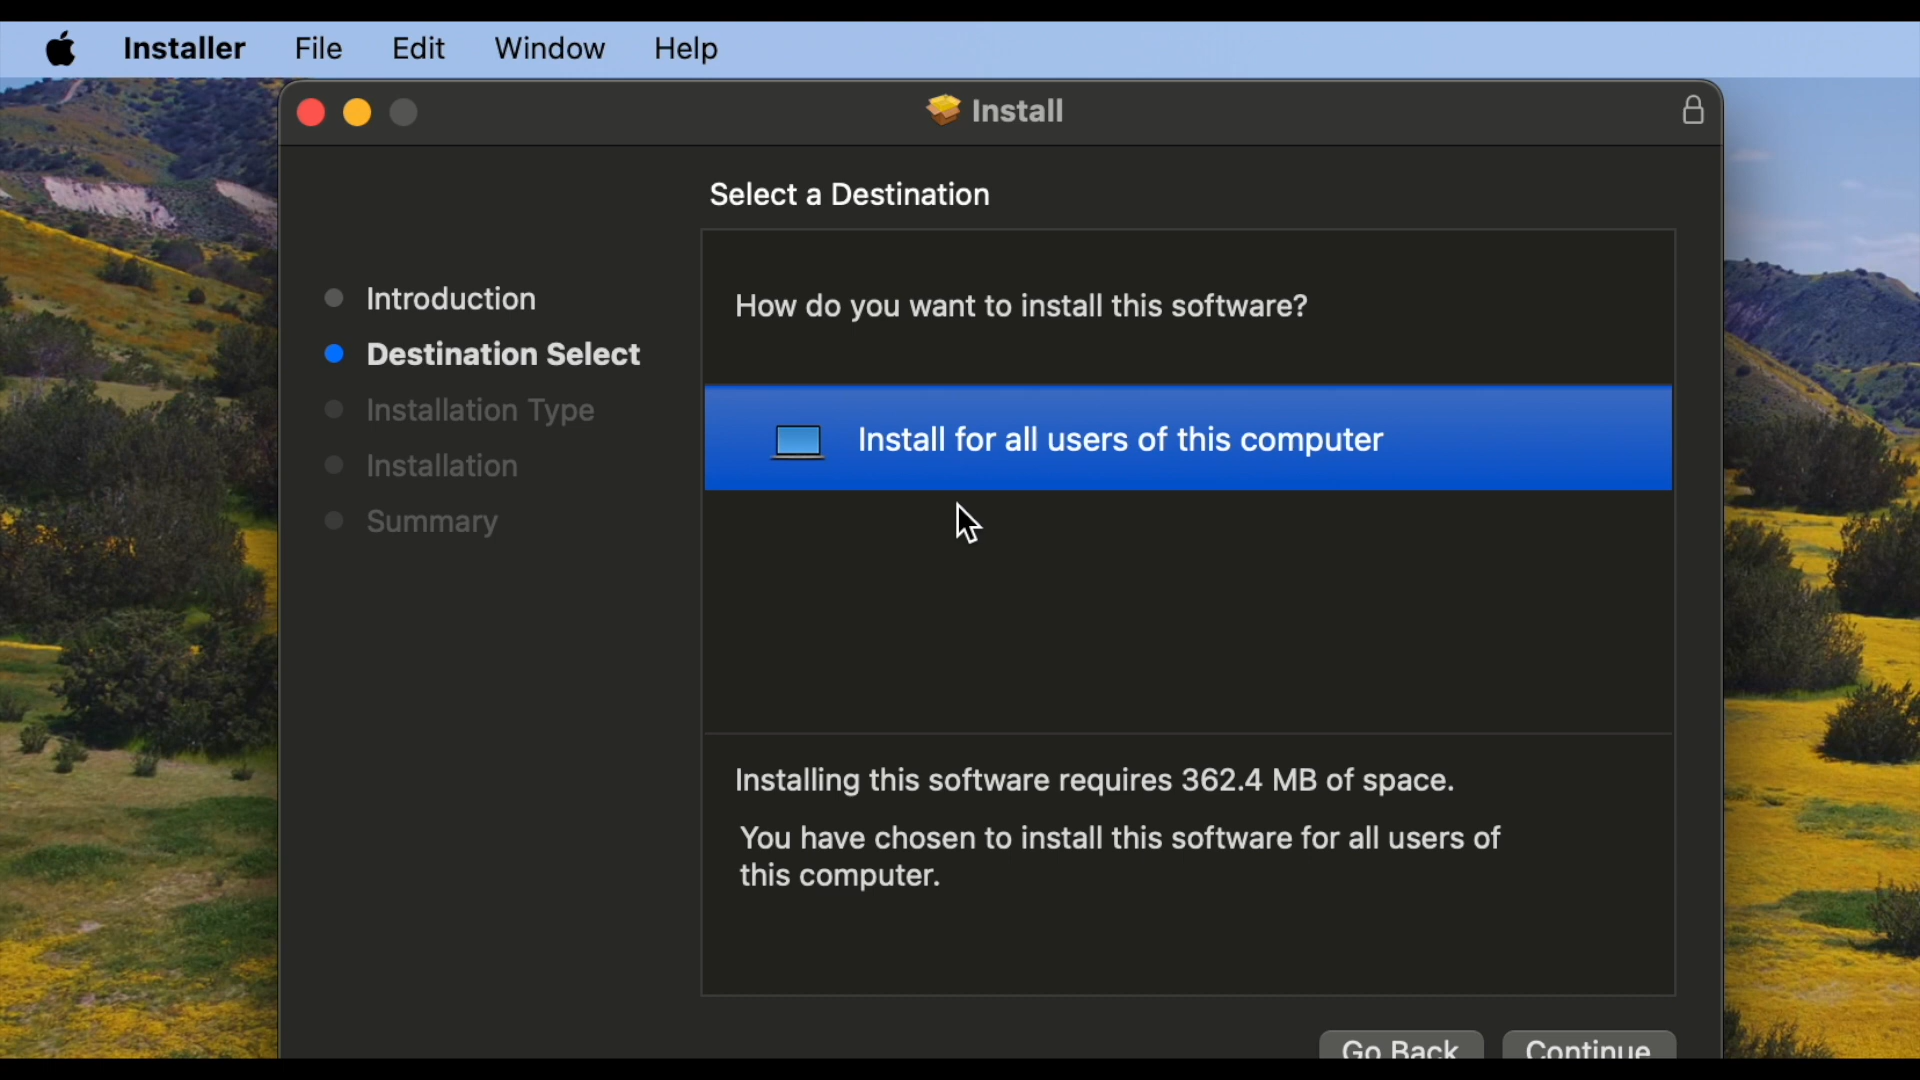 Installer File Edit Window Help
Install
Select a Destination
Introduction
Destination Select
Installation Type
Installation
Summary
How do you want to install this software?
Install for all users of this computer
Installing this software requires 362.4 MB of space.
You have chosen to install this software for all users of
this computer.
Go Back Continue